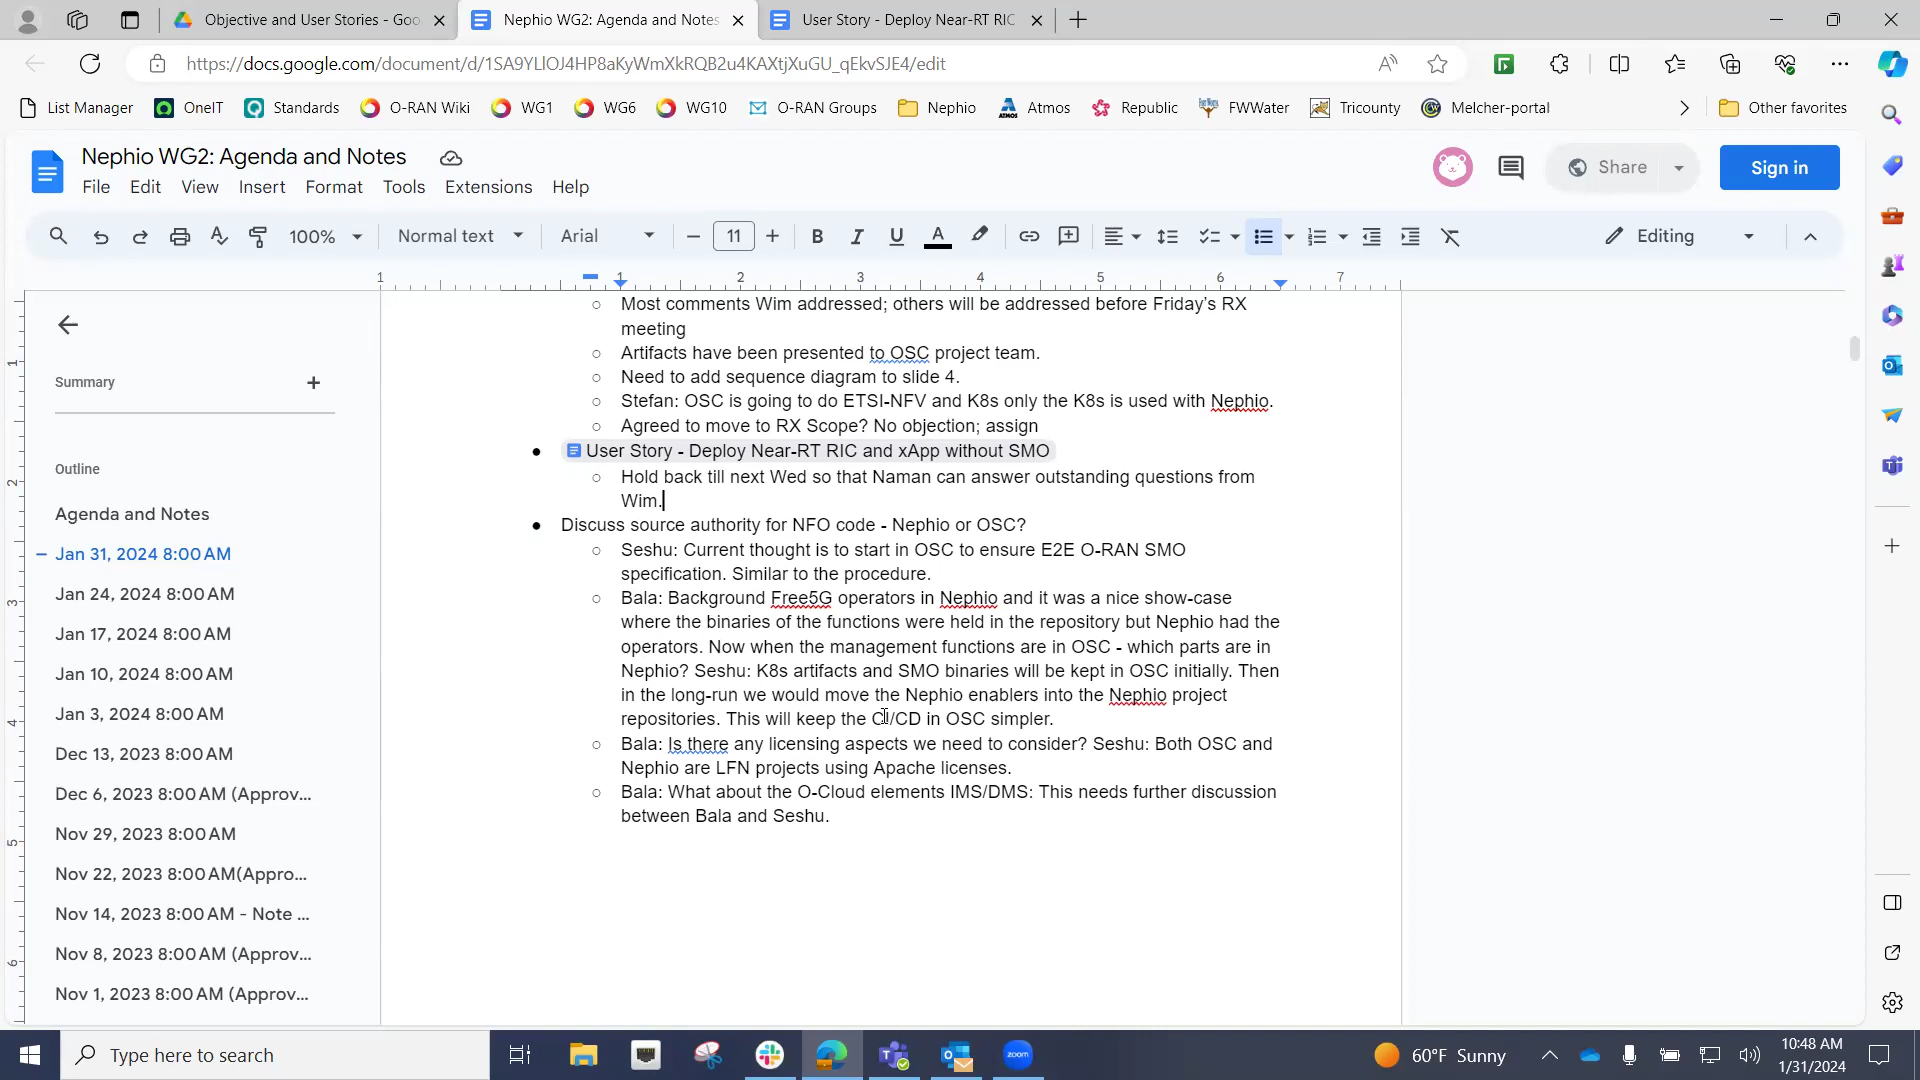 Objective and User Stories - Goo
Nephio WG2: Agenda and Notes
User Story - Deploy Near-RT RIC
https://docs.google.com/document/d/1SA9YLlOJ4HP8aKyWmXkRQB2u4KAXtjXuGU_qEkvSJE4/edit
List Manager
OneIT
Standards
O-RAN Wiki
WG1
WG6
WG10
O-RAN Groups
Nephio
Atmos
Republic
FWWater
Tricounty
Melcher-portal
Other favorites
Nephio WG2: Agenda and Notes
Share
Sign in
File Edit View Insert Format Tools Extensions Help
100% Normal text Arial 11 Editing
1 1 2 3 4 5 6 7
Summary
Outline
Agenda and Notes
Jan 31, 2024 8:00 AM
Jan 24, 2024 8:00 AM
Jan 17, 2024 8:00 AM
Jan 10, 2024 8:00 AM
Jan 3, 2024 8:00 AM
Dec 13, 2023 8:00 AM
Dec 6, 2023 8:00 AM (Approv...
Nov 29, 2023 8:00 AM
Nov 22, 2023 8:00 AM(Appro...
Nov 14, 2023 8:00 AM - Note ...
Nov 8, 2023 8:00 AM (Approv...
Nov 1, 2023 8:00 AM (Approv...
1
2
3
4
5
6
Most comments Wim addressed; others will be addressed before Friday's RX
meeting
Artifacts have been presented to OSC project team.
Need to add sequence diagram to slide 4.
Stefan: OSC is going to do ETSI-NFV and K8s only the K8s is used with Nephio.
Agreed to move to RX Scope? No objection; assign
User Story - Deploy Near-RT RIC and xApp without SMO
Hold back till next Wed so that Naman can answer outstanding questions from
Wim.
Discuss source authority for NFO code - Nephio or OSC?
Seshu: Current thought is to start in OSC to ensure E2E O-RAN SMO
specification. Similar to the procedure.
Bala: Background Free5G operators in Nephio and it was a nice show-case
where the binaries of the functions were held in the repository but Nephio had the
operators. Now when the management functions are in OSC - which parts are in
Nephio? Seshu: K8s artifacts and SMO binaries will be kept in OSC initially. Then
in the long-run we would move the Nephio enablers into the Nephio project
repositories. This will keep the CI/CD in OSC simpler.
Bala: Is there any licensing aspects we need to consider? Seshu: Both OSC and
Nephio are LFN projects using Apache licenses.
Bala: What about the O-Cloud elements IMS/DMS: This needs further discussion
between Bala and Seshu.
Type here to search
zoom
60°F Sunny
10:48 AM
1/31/2024